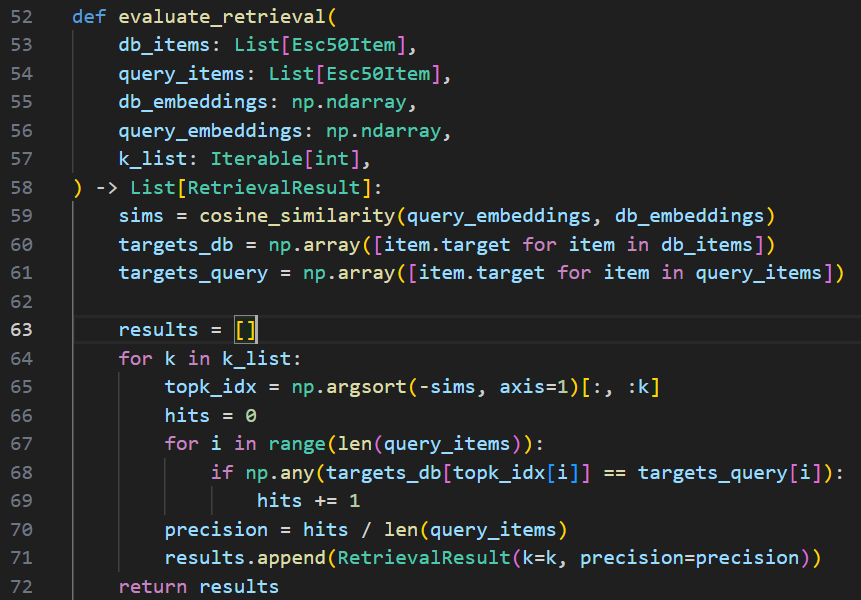 52 def evaluate_retrieval(
53     db_items: List[Esc50Item],
54     query_items: List[Esc50Item],
55     db_embeddings: np.ndarray,
56     query_embeddings: np.ndarray,
57     k_list: Iterable[int],
58 ) -> List[RetrievalResult]:
59     sims = cosine_similarity(query_embeddings, db_embeddings)
60     targets_db = np.array([item.target for item in db_items])
61     targets_query = np.array([item.target for item in query_items])
62
63     results = []
64     for k in k_list:
65         topk_idx = np.argsort(-sims, axis=1)[:, :k]
66         hits = 0
67         for i in range(len(query_items)):
68             if np.any(targets_db[topk_idx[i]] == targets_query[i]):
69                 hits += 1
70         precision = hits / len(query_items)
71         results.append(RetrievalResult(k=k, precision=precision))
72     return results